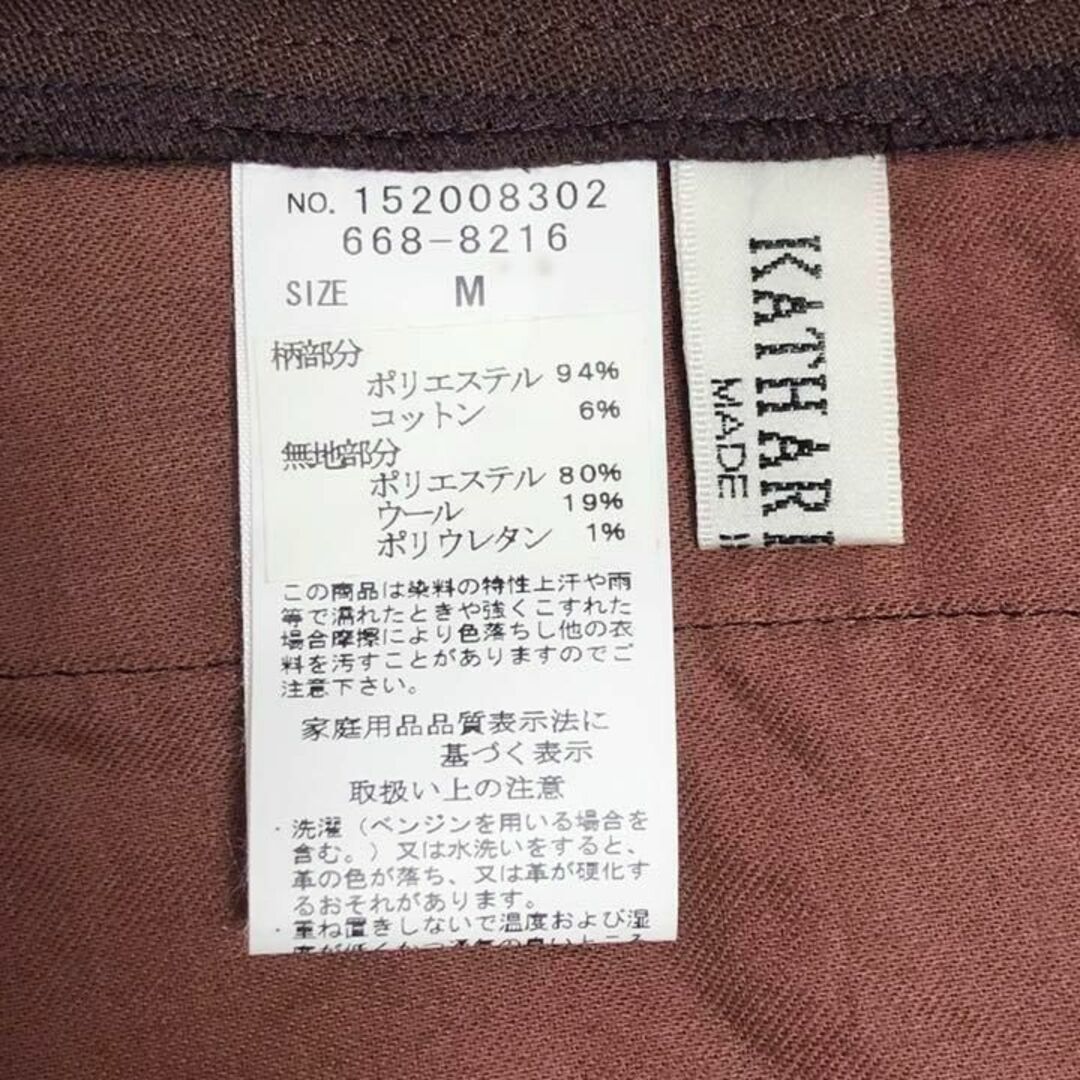 NO. 152008302
668-8216
SIZE M
柄部分
ポリエステル 94%
コットン 6%
無地部分
ポリエステル 80%
ウール 19%
ポリウレタン 1%
この商品は染料の特性上汗や雨
等で濡れたときや強くこすれた
場合摩擦により色落ちし他の衣
料を汚すことがありますのでご
注意下さい。
家庭用品品質表示法に
基づく表示
取扱い上の注意
・洗濯（ベンジンを用いる場合を
含む。）又は水洗いをすると、
革の色が落ち、又は革が硬化す
るおそれがあります。
・重ね置きしないで温度および湿
KATHARI
MADE